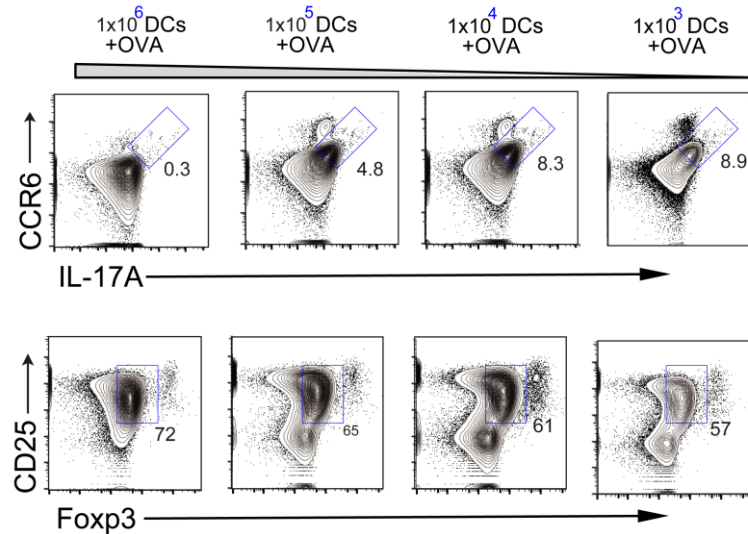 1x10⁶ DCs +OVA
1x10⁵ DCs +OVA
1x10⁴ DCs +OVA
1x10³ DCs +OVA
CCR6
0.3
4.8
8.3
8.9
IL-17A
CD25
72
65
61
57
Foxp3